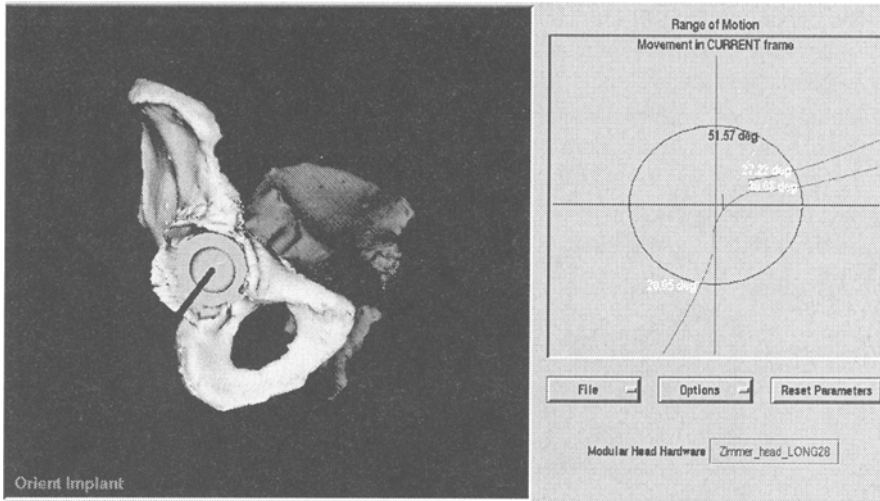 Range of Motion
Movement in CURRENT frame
51.57 deg
27.22 deg
File
Options
Reset Parameters
Modular Head Hardware
Zimmer_head_LONG28
Orient Implant